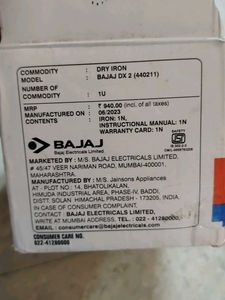 COMMODITY : DRY IRON
MODEL : BAJAJ DX 2 (440211)
NUMBER OF
COMMODITY : 1U
MRP : ₹ 940.00 (incl. of all taxes)
MANUFACTURED ON : 06/2023
CONTENTS : IRON: 1N,
INSTRUCTIONAL MANUAL: 1N
WARRANTY CARD: 1N
BAJAJ
Bajaj Electricals Limited
MARKETED BY : M/S. BAJAJ ELECTRICALS LIMITED,
# 45/47 VEER NARIMAN ROAD, MUMBAI-400001.
MAHARASHTRA.
MANUFACTURED BY : M/S. Jainsons Appliances
AT - PLOT NO : 14, BHATOLIKALAN,
HIMUDA INDUSTRIAL AREA, PHASE-IV, BADDI,
DISTT. SOLAN, HIMACHAL PRADESH - 173205, INDIA.
IN CASE OF CONSUMER COMPLAINT,
CONTACT : BAJAJ ELECTRICALS LIMITED.
WRITE AT MUMBAI ADDRESS, TEL NO. : 022- 41280000,
EMAIL : consumercare@bajajelectricals.com
CONSUMER CARE NO.
022-41280000